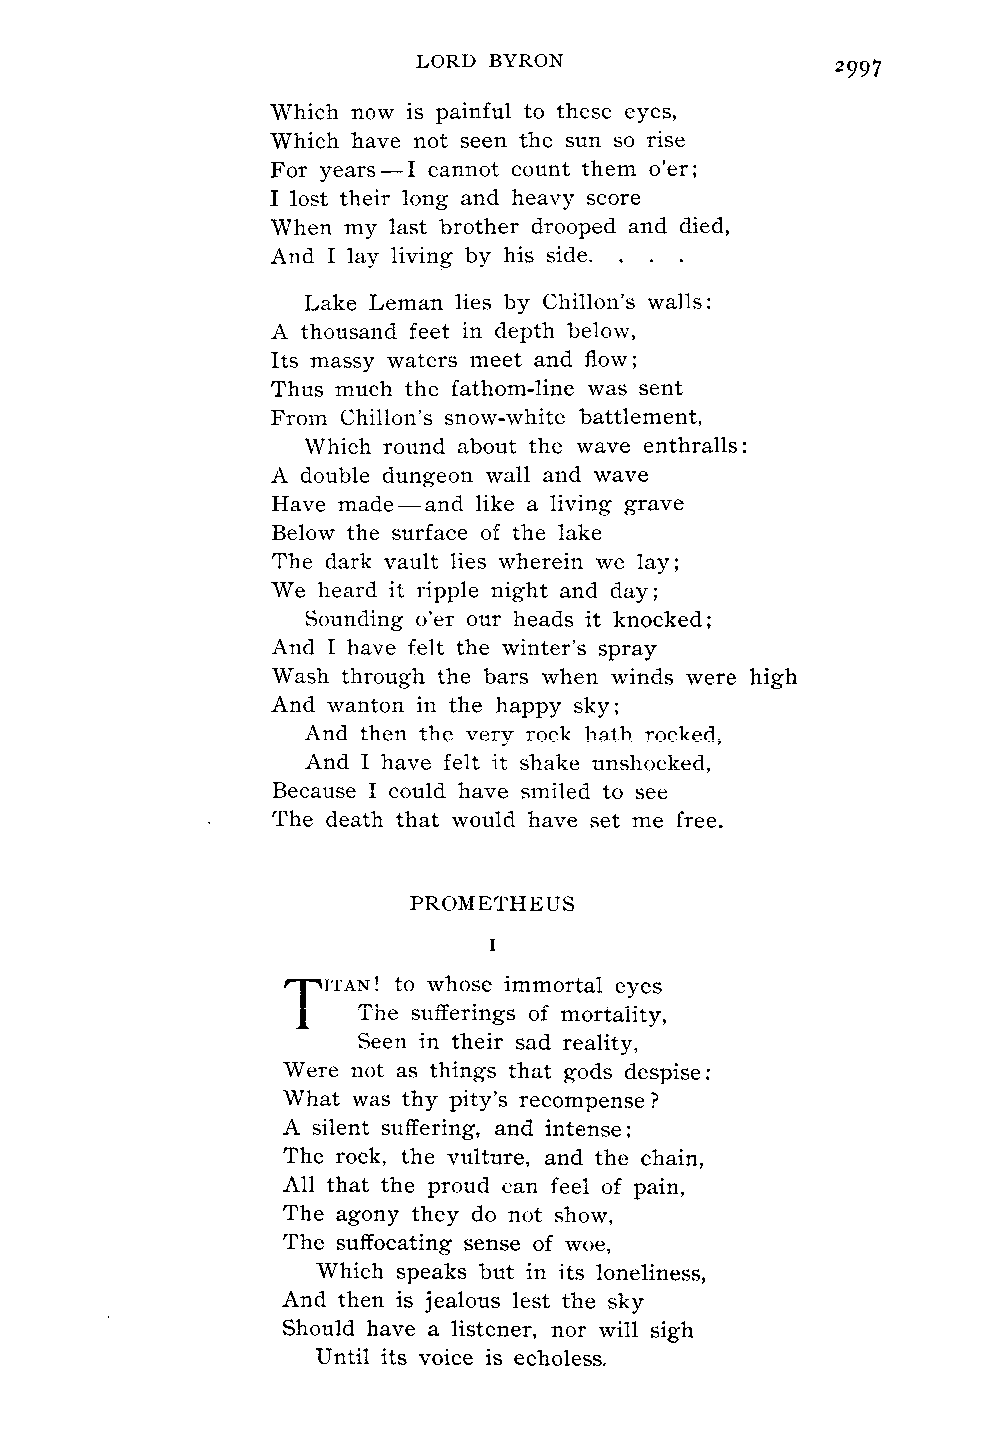 LORD BYRON 2997
Which now is painful to these eyes,
Which have not seen the sun so rise
For years—I cannot count them o'er;
I lost their long and heavy score
When my last brother drooped and died,
And I lay living by his side. . . .
Lake Leman lies by Chillon's walls:
A thousand feet in depth below,
Its massy waters meet and flow;
Thus much the fathom-line was sent
From Chillon's snow-white battlement,
Which round about the wave enthralls:
A double dungeon wall and wave
Have made—and like a living grave
Below the surface of the lake
The dark vault lies wherein we lay;
We heard it ripple night and day;
Sounding o'er our heads it knocked;
And I have felt the winter's spray
Wash through the bars when winds were high
And wanton in the happy sky;
And then the very rock hath rocked,
And I have felt it shake unshocked,
Because I could have smiled to see
The death that would have set me free.
PROMETHEUS
I
TITAN! to whose immortal eyes
The sufferings of mortality,
Seen in their sad reality,
Were not as things that gods despise:
What was thy pity's recompense?
A silent suffering, and intense;
The rock, the vulture, and the chain,
All that the proud can feel of pain,
The agony they do not show,
The suffocating sense of woe,
Which speaks but in its loneliness,
And then is jealous lest the sky
Should have a listener, nor will sigh
Until its voice is echoless.